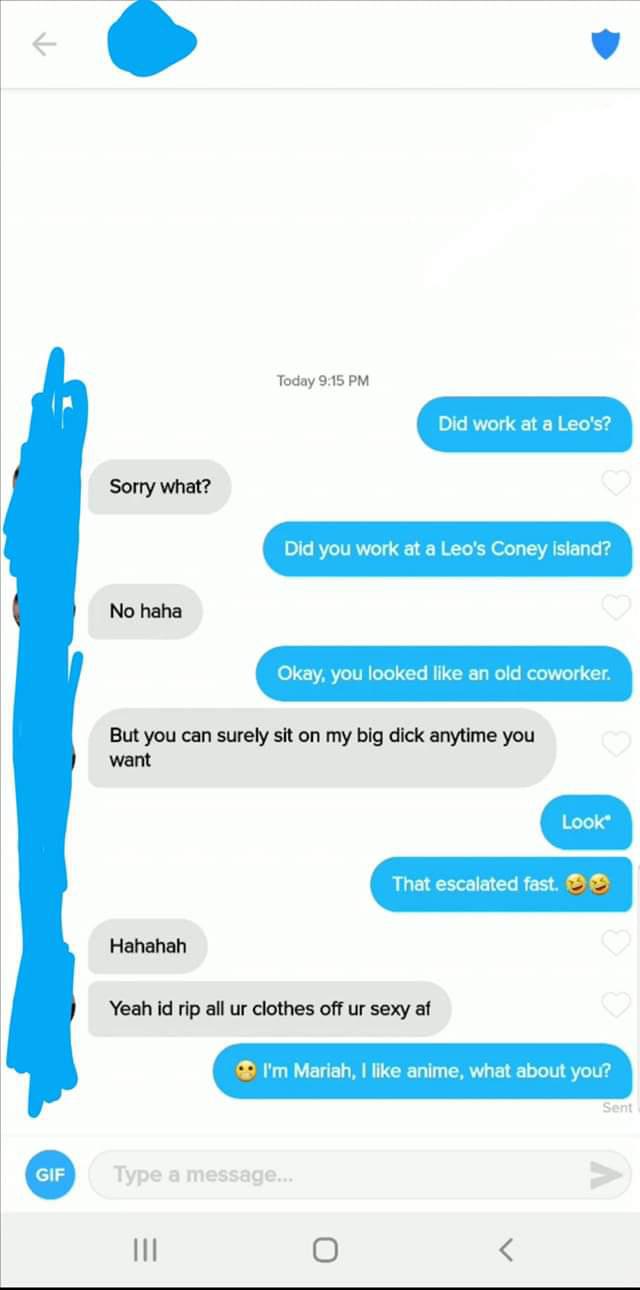 Today 9:15 PM
Did work at a Leo's?
Sorry what?
Did you work at a Leo's Coney island?
No haha
Okay, you looked like an old coworker.
But you can surely sit on my big dick anytime you
want
Look*
That escalated fast. 🤣🤣
Hahahah
Yeah id rip all ur clothes off ur sexy af
😬 I'm Mariah, I like anime, what about you?
Sent
GIF
Type a message...